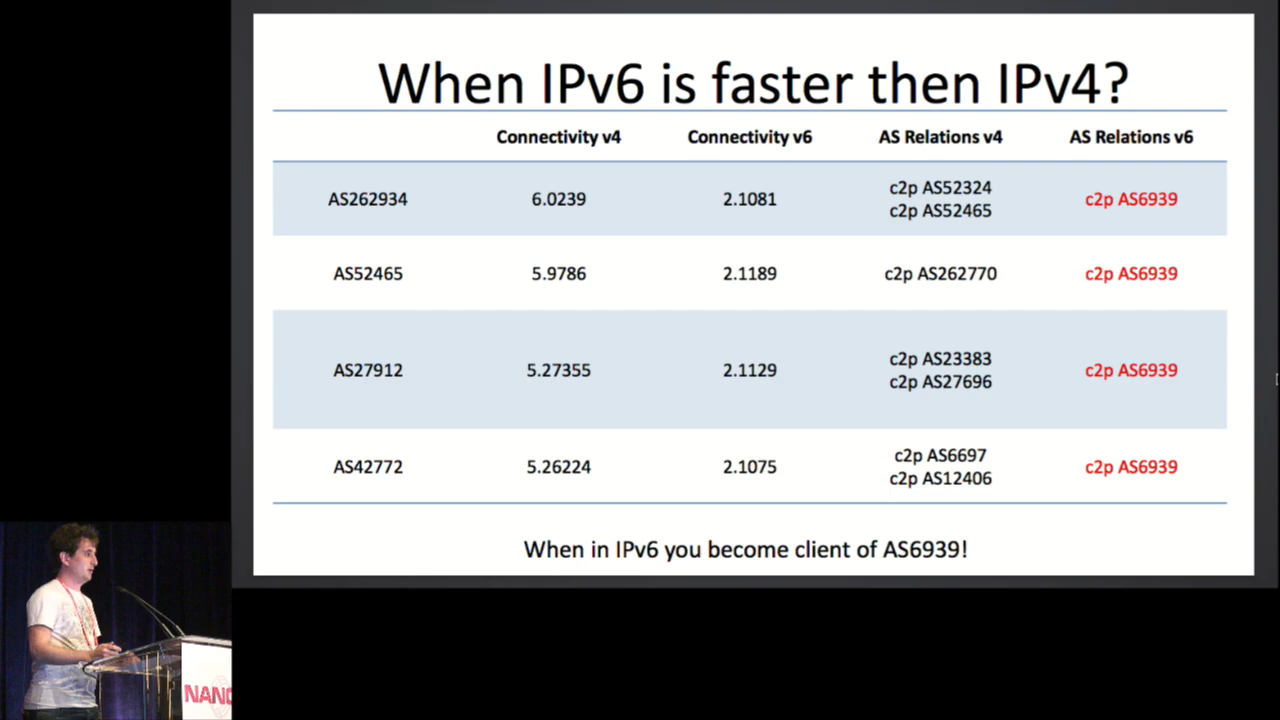 When IPv6 is faster then IPv4?
Connectivity v4 Connectivity v6 AS Relations v4 AS Relations v6
AS262934 6.0239 2.1081 c2p AS52324 c2p AS52465 c2p AS6939
AS52465 5.9786 2.1189 c2p AS262770 c2p AS6939
AS27912 5.27355 2.1129 c2p AS23383 c2p AS27696 c2p AS6939
AS42772 5.26224 2.1075 c2p AS6697 c2p AS12406 c2p AS6939
When in IPv6 you become client of AS6939!
NANO